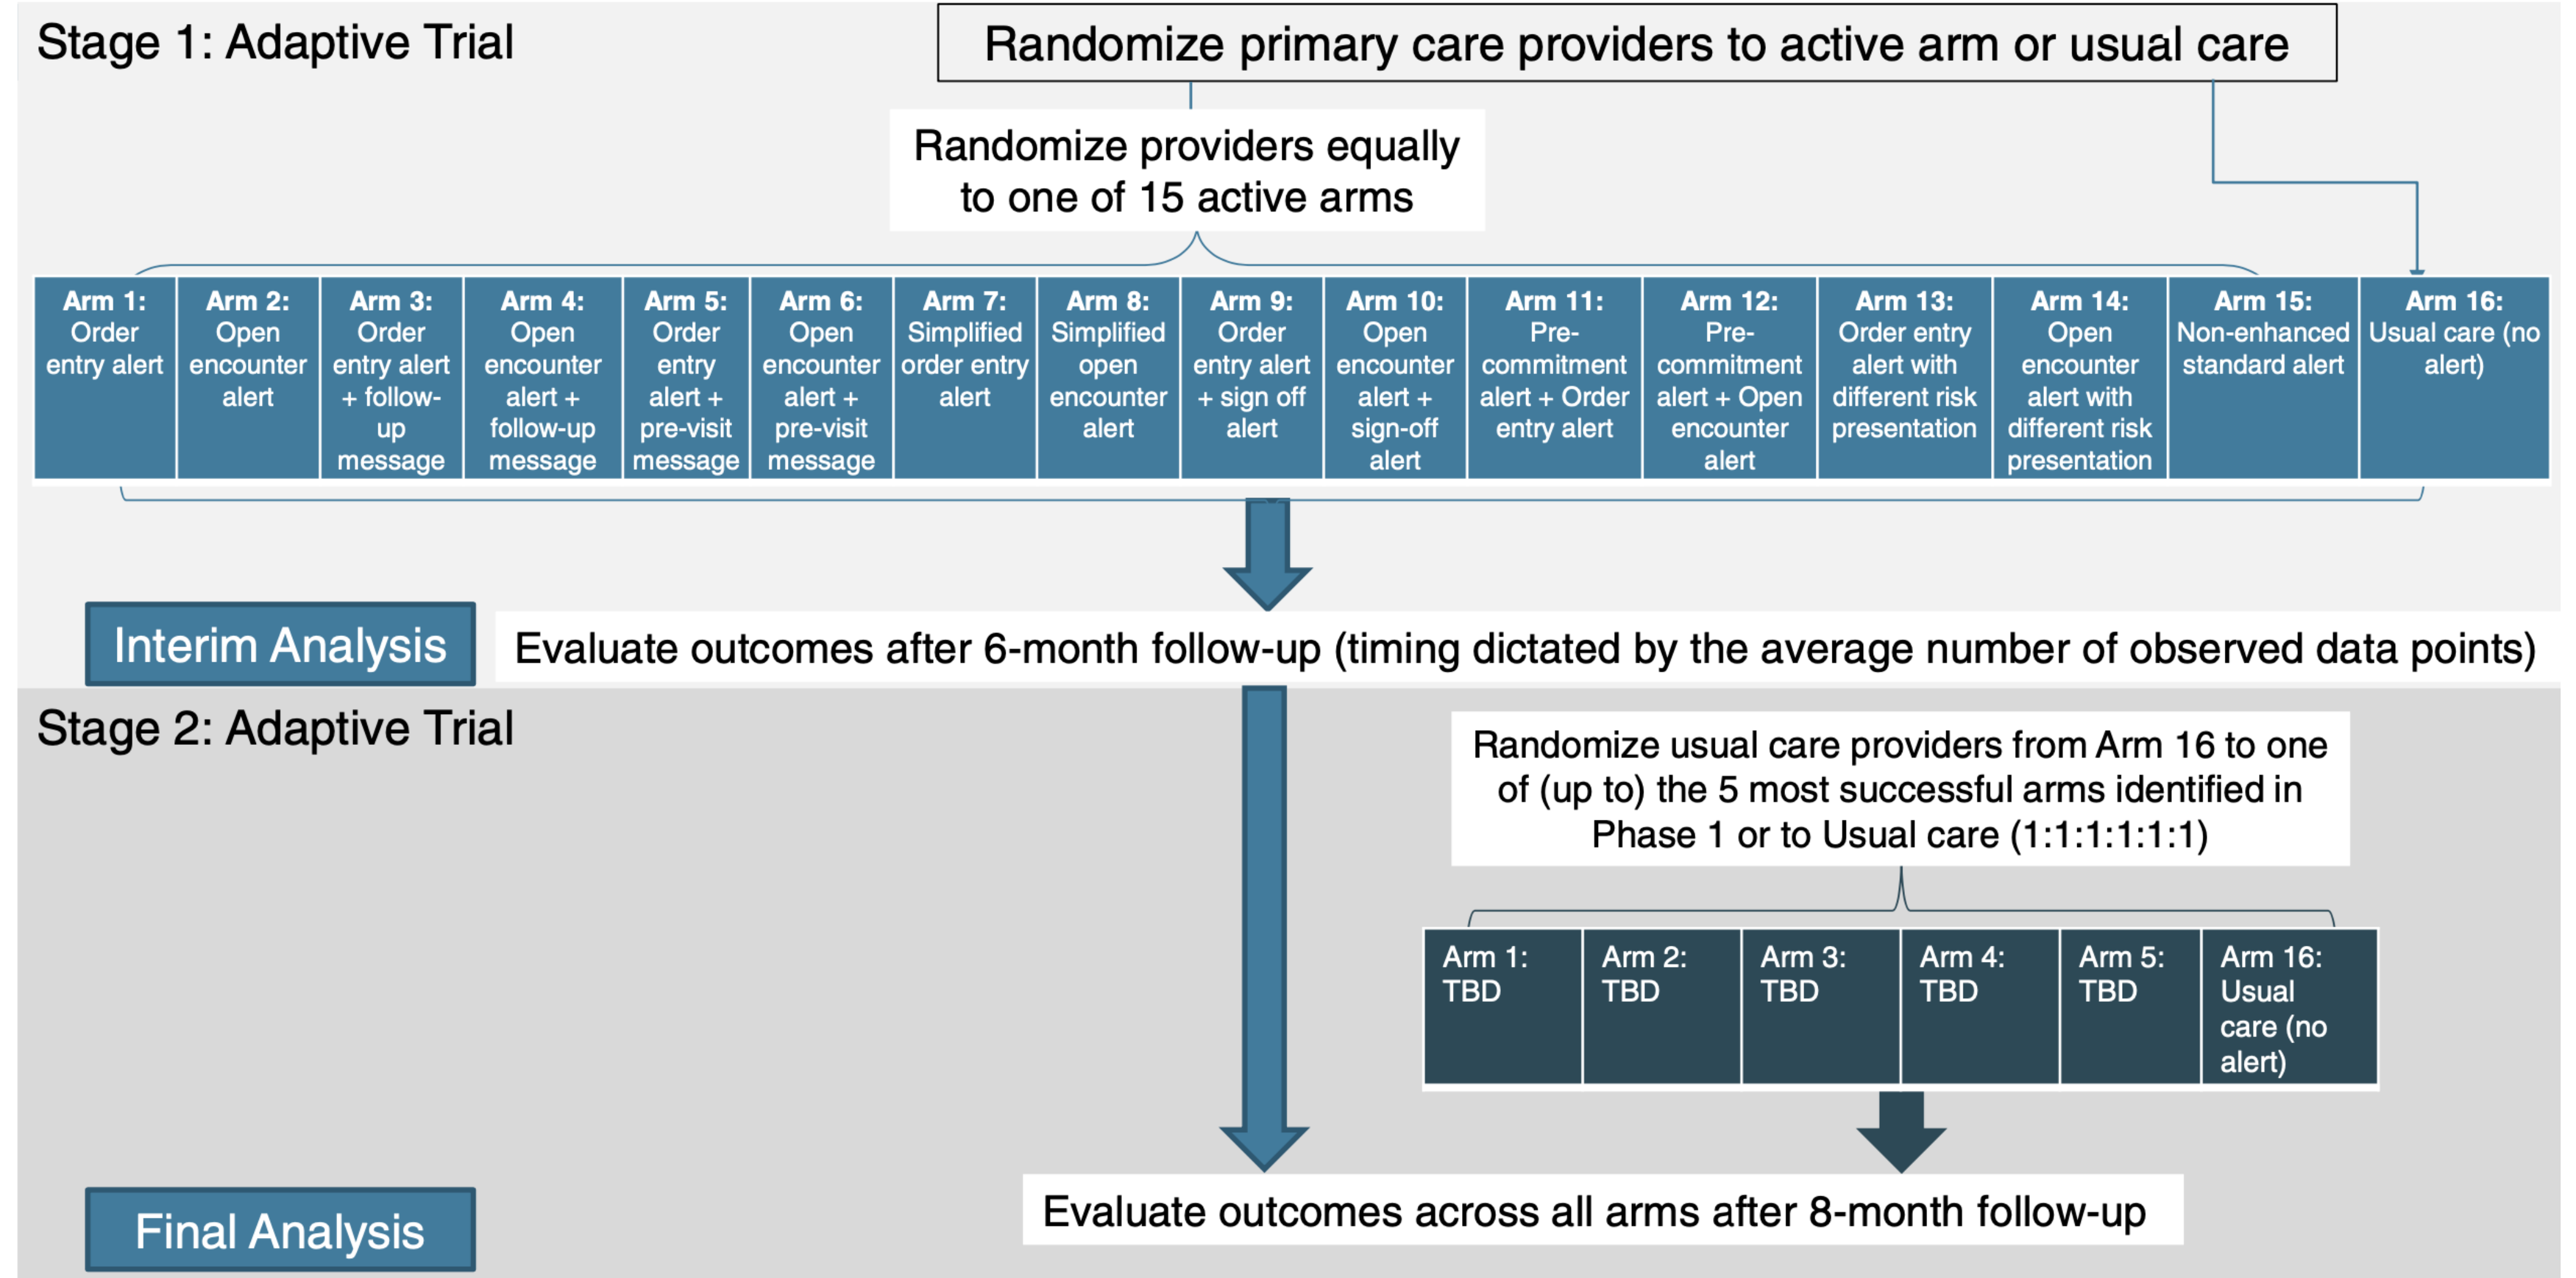 Stage 1: Adaptive Trial
Randomize primary care providers to active arm or usual care
Randomize providers equally
to one of 15 active arms
Arm 1:
Order
entry alert
Arm 2:
Open
encounter
alert
Arm 3:
Order
entry alert
+ follow-
up
message
Arm 4:
Open
encounter
alert +
follow-up
message
Arm 5:
Order
entry
alert +
pre-visit
message
Arm 6:
Open
encounter
alert +
pre-visit
message
Arm 7:
Simplified
order entry
alert
Arm 8:
Simplified
open
encounter
alert
Arm 9:
Order
entry alert
+ sign off
alert
Arm 10:
Open
encounter
alert +
sign-off
alert
Arm 11:
Pre-
commitment
alert + Order
entry alert
Arm 12:
Pre-
commitment
alert + Open
encounter
alert
Arm 13:
Order entry
alert with
different risk
presentation
Arm 14:
Open
encounter
alert with
different risk
presentation
Arm 15:
Non-enhanced
standard alert
Arm 16:
Usual care (no
alert)
Interim Analysis
Evaluate outcomes after 6-month follow-up (timing dictated by the average number of observed data points)
Stage 2: Adaptive Trial
Randomize usual care providers from Arm 16 to one
of (up to) the 5 most successful arms identified in
Phase 1 or to Usual care (1:1:1:1:1:1)
Arm 1:
TBD
Arm 2:
TBD
Arm 3:
TBD
Arm 4:
TBD
Arm 5:
TBD
Arm 16:
Usual
care (no
alert)
Final Analysis
Evaluate outcomes across all arms after 8-month follow-up